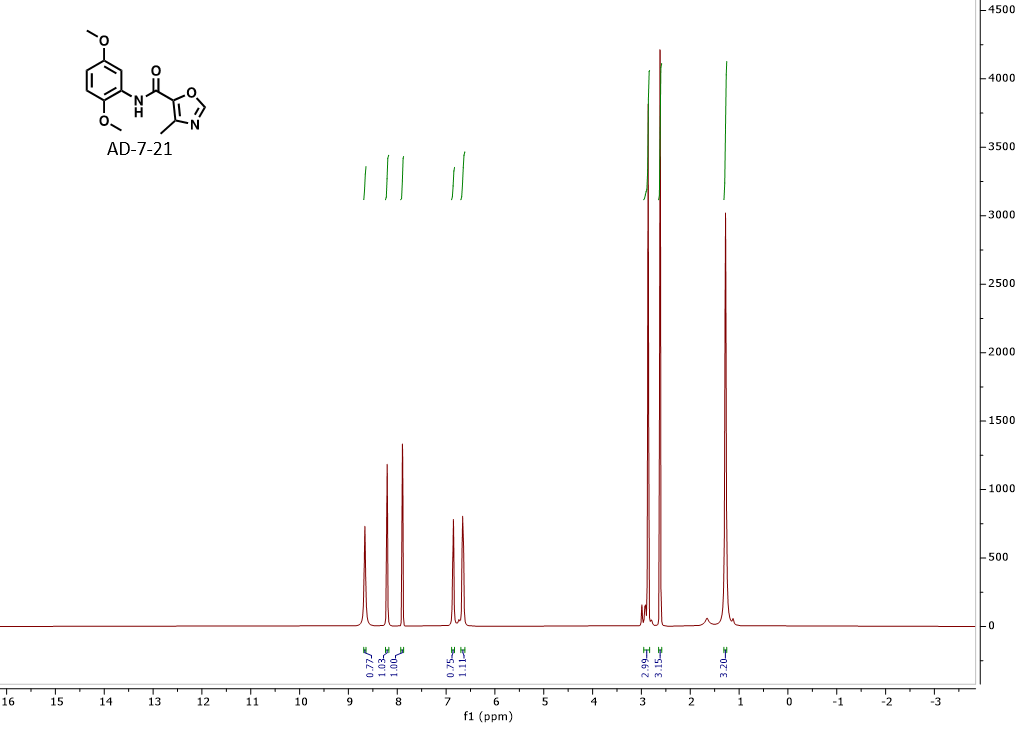 O
O
N
H
O
O
N
AD-7-21
4500
4000
3500
3000
2500
2000
1500
1000
500
0
0.77
1.03
1.00
0.75
1.11
2.99
3.15
3.20
16 15 14 13 12 11 10 9 8 7 6 5 4 3 2 1 0 -1 -2 -3
f1 (ppm)